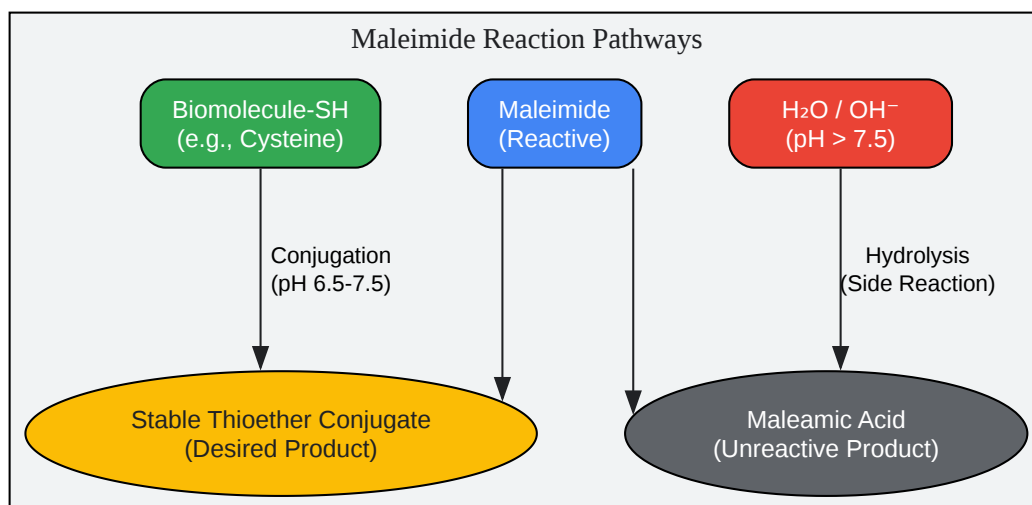 Maleimide Reaction Pathways
Biomolecule-SH
(e.g., Cysteine)
Maleimide
(Reactive)
H₂O / OH⁻
(pH > 7.5)
Conjugation
(pH 6.5-7.5)
Hydrolysis
(Side Reaction)
Stable Thioether Conjugate
(Desired Product)
Maleamic Acid
(Unreactive Product)